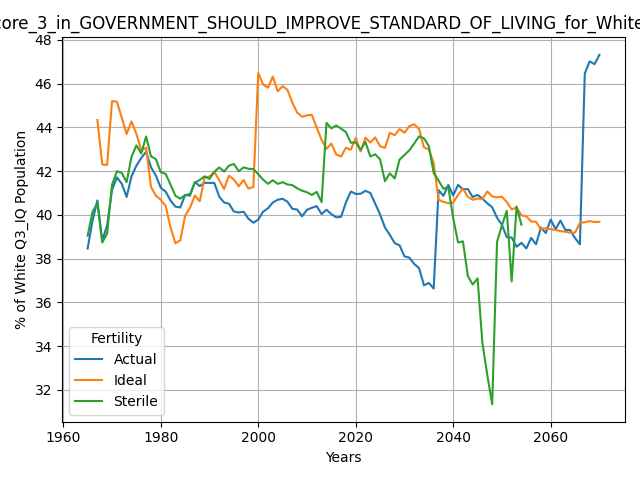 core_3_in_GOVERNMENT_SHOULD_IMPROVE_STANDARD_OF_LIVING_for_White
48
46
44
42
40
38
36
34
32
% of White Q3_IQ Population
Fertility
Actual
Ideal
Sterile
1960
1980
2000
2020
2040
2060
Years